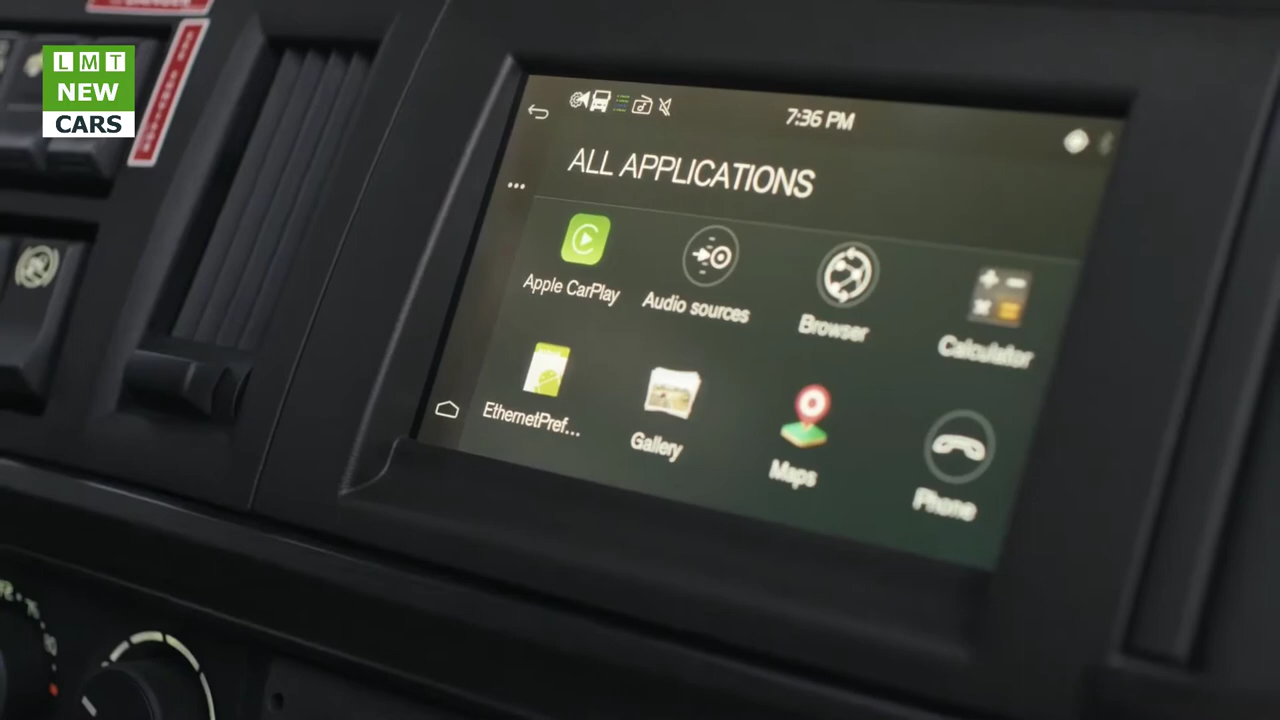 LMT
NEW
CARS
7:36 PM
ALL APPLICATIONS
Apple CarPlay
Audio sources
Browser
Calculator
EthernetPref...
Gallery
Maps
Phone